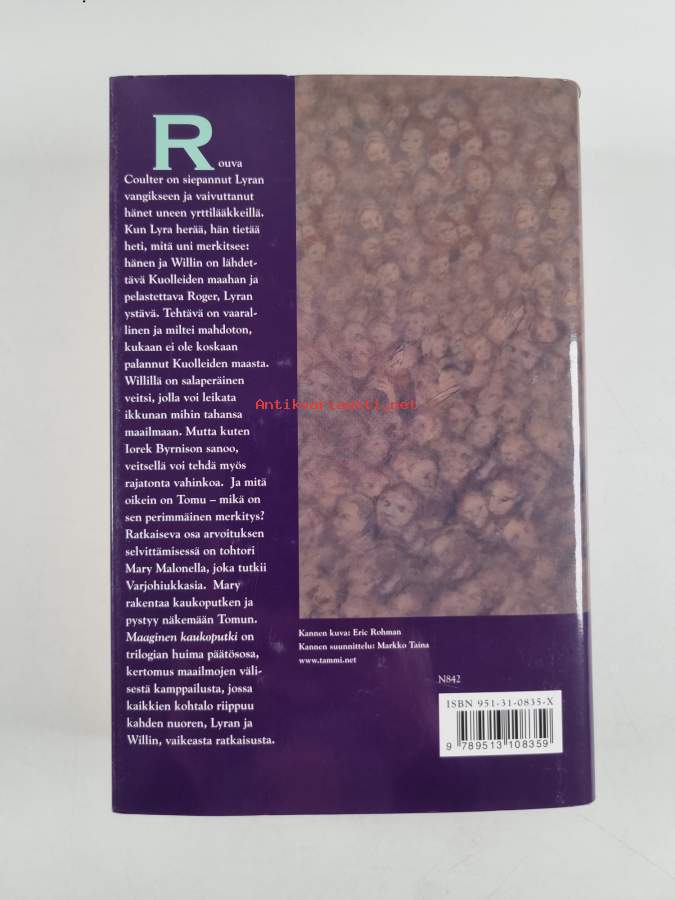 Rouva
Coulter on siepannut Lyran
vangikseen ja vaivuttanut
hänet uneen yrttilääkkeillä.
Kun Lyra herää, hän tietää
heti, mitä uni merkitsee:
hänen ja Willin on lähdet-
tävä Kuolleiden maahan ja
pelastettava Roger, Lyran
ystävä. Tehtävä on vaaral-
linen ja miltei mahdoton,
kukaan ei ole koskaan
palannut Kuolleiden maasta.
Willillä on salaperäinen
veitsi, jolla voi leikata
ikkunan mihin tahansa
maailmaan. Mutta kuten
Iorek Byrnison sanoo,
veitsellä voi tehdä myös
rajatonta vahinkoa. Ja mitä
oikein on Tomu – mikä on
sen perimmäinen merkitys?
Ratkaiseva osa arvoituksen
selvittämisessä on tohtori
Mary Malonella, joka tutkii
Varjohiukkasia. Mary
rakentaa kaukoputken ja
pystyy näkemään Tomun.
Maaginen kaukoputki on
trilogian huima päätösosa,
kertomus maailmojen väli-
sestä kamppailusta, jossa
kaikkien kohtalo riippuu
kahden nuoren, Lyran ja
Willin, vaikeasta ratkaisusta.
Antikvariaatti.net
Kannen kuva: Eric Rohman
Kannen suunnittelu: Markko Taina
www.tammi.net
N842
ISBN 951-31-0835-X
9 789513 108359